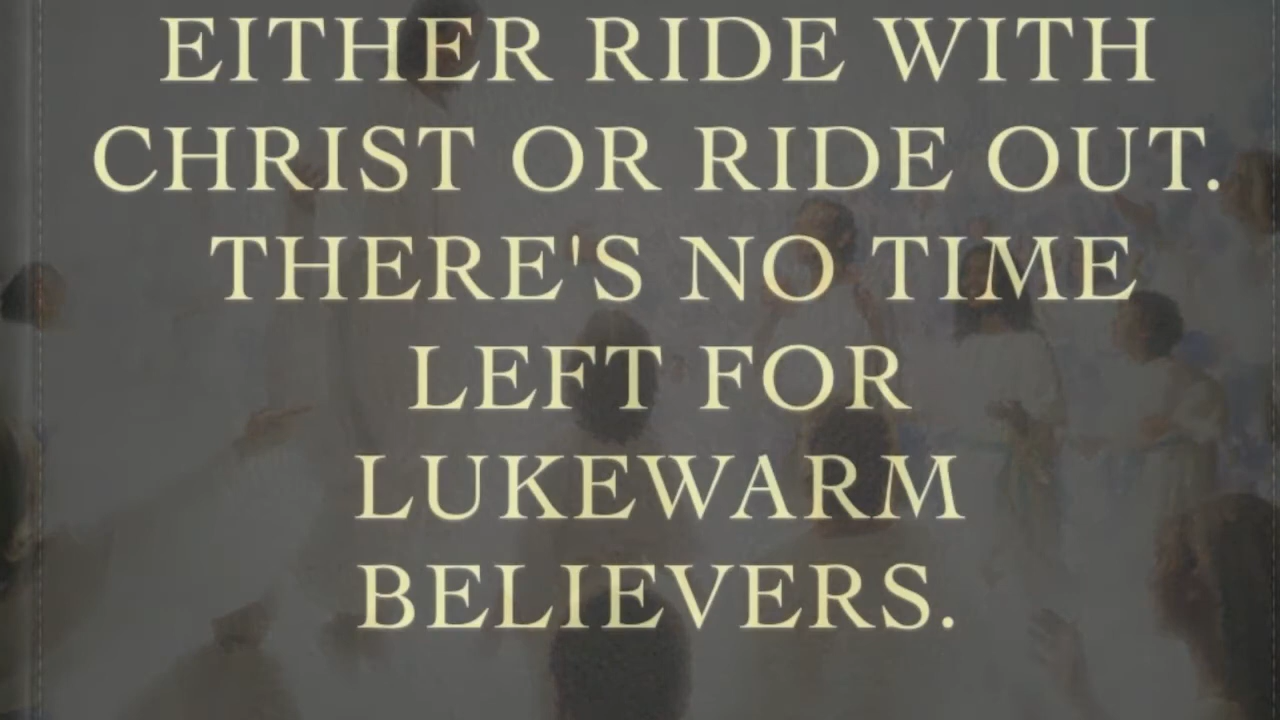 EITHER RIDE WITH
CHRIST OR RIDE OUT.
THERE'S NO TIME
LEFT FOR
LUKEWARM
BELIEVERS.